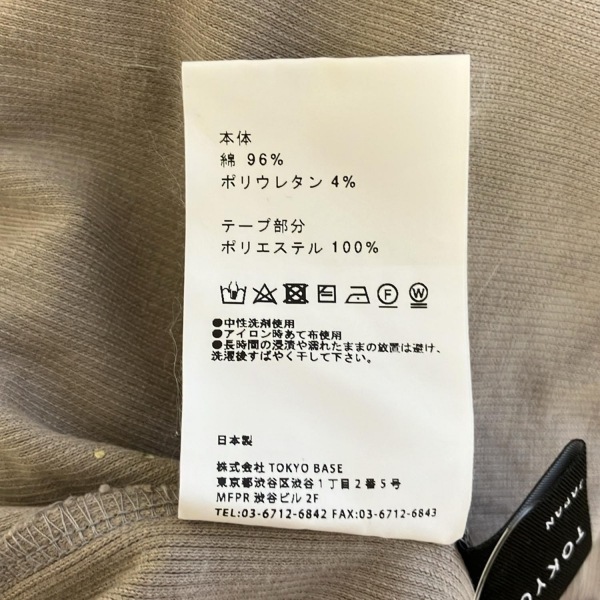 本体
綿 96%
ポリウレタン 4%
テープ部分
ポリエステル 100%
F
W
●中性洗剤使用
●アイロン時あて布使用
●長時間の浸漬や濡れたままの放置は避け、
洗濯後すばやく干して下さい。
日本製
株式会社 TOKYO BASE
東京都渋谷区渋谷1丁目2番5号
MFPR 渋谷ビル 2F
TEL:03-6712-6842 FAX:03-6712-6843
TOKYO
JAPAN